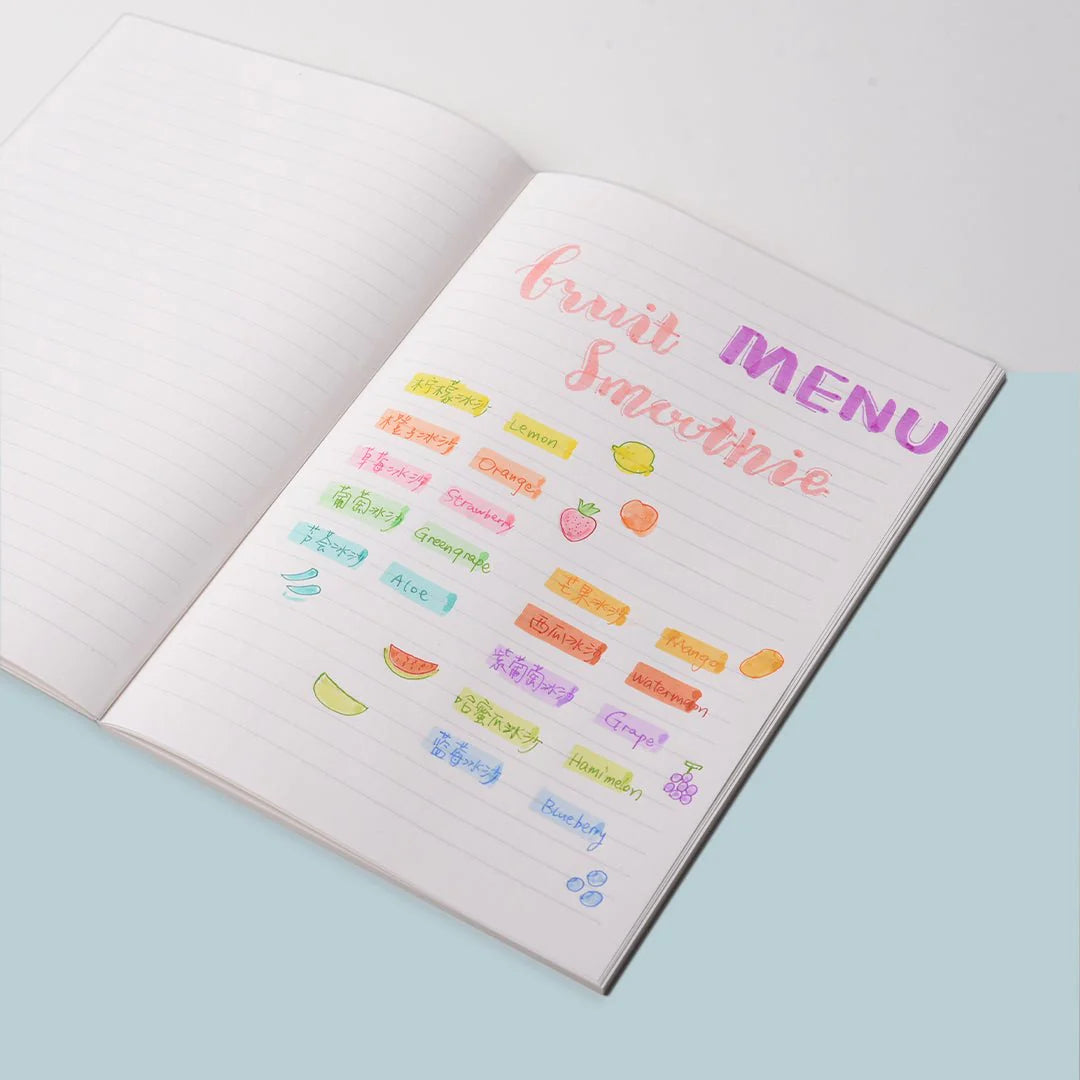 fruit MENU
Smoothie
柠檬冰沙 Lemon
橙子冰沙 Orange
草莓冰沙 Strawberry
葡萄冰沙 Greengrape
芦荟冰沙 Aloe
芒果冰沙 Mango
西瓜冰沙 Watermelon
紫葡萄冰沙 Grape
哈蜜瓜冰沙 Hamimelon
蓝莓冰沙 Blueberry